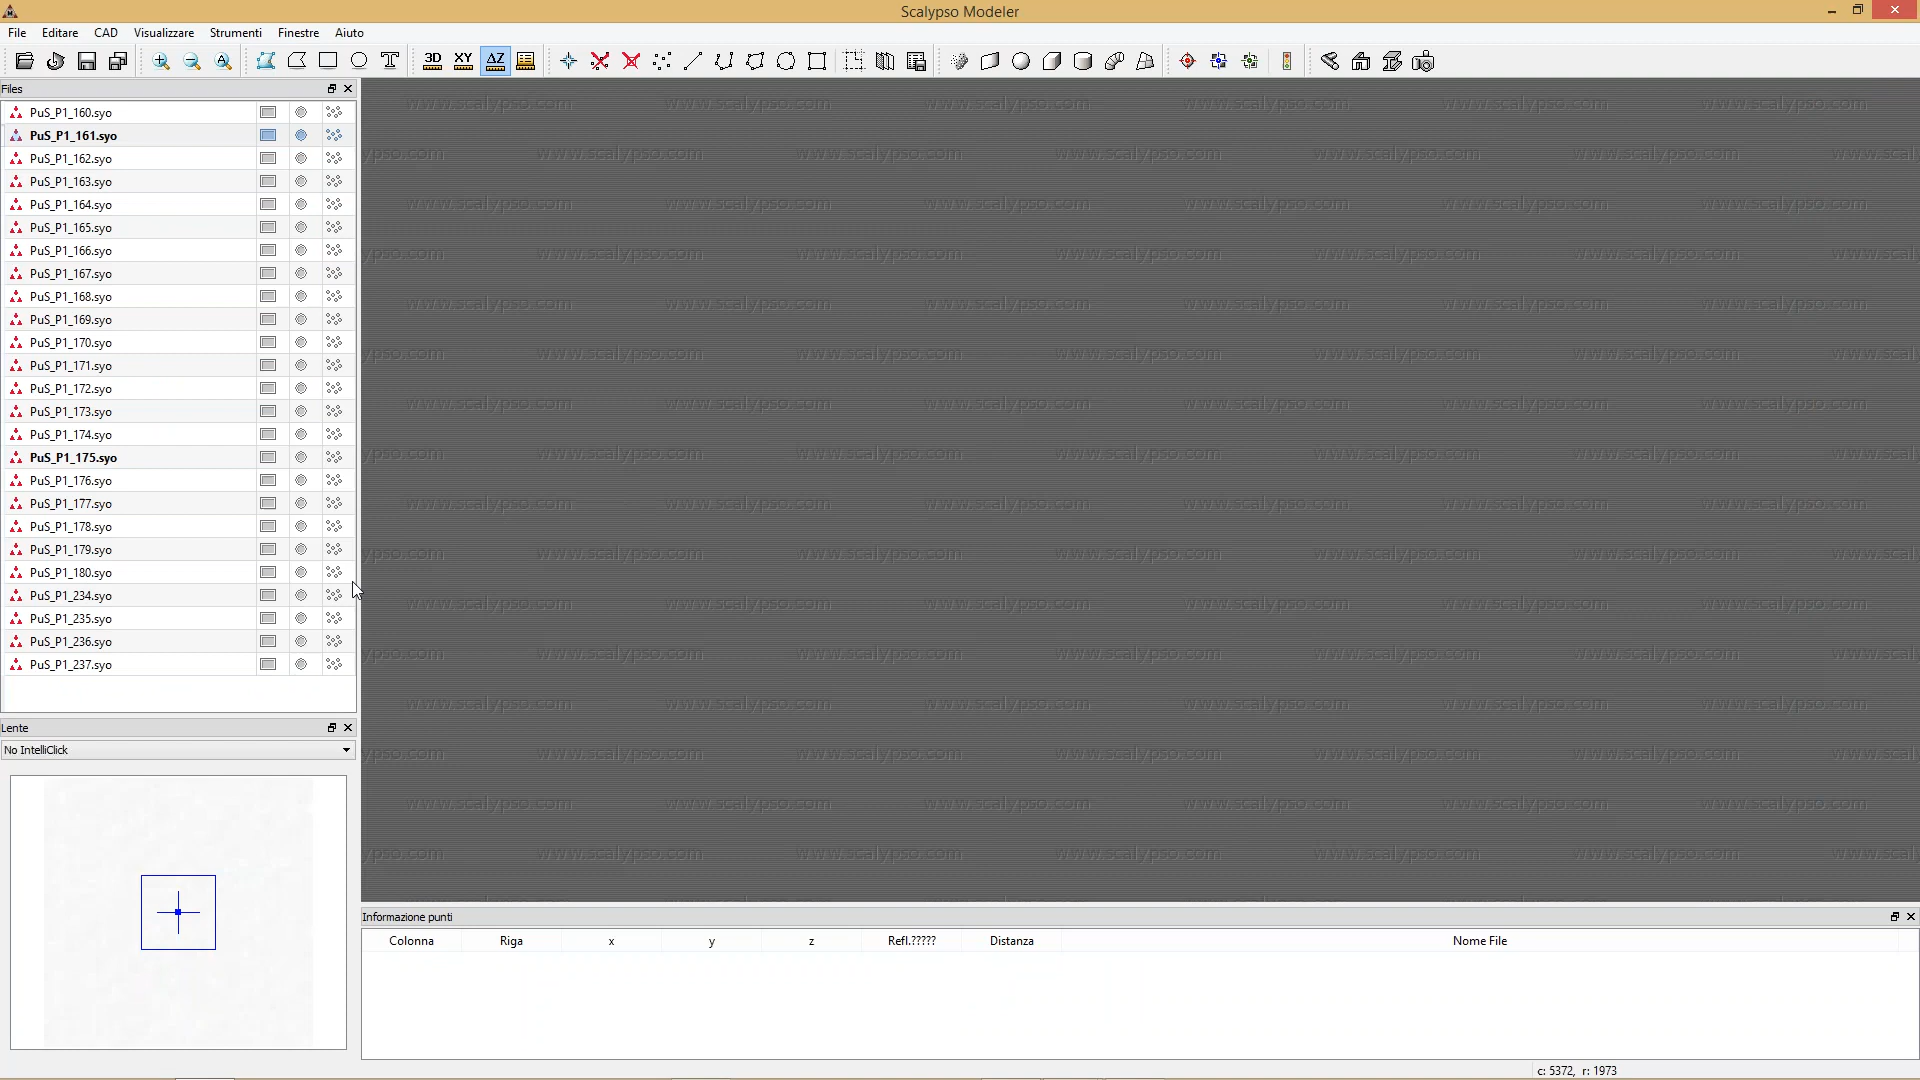 Scalypso Modeler
File Editare CAD Visualizzare Strumenti Finestre Aiuto
3D XY ΔZ
Files
PuS_P1_160.syo
PuS_P1_161.syo
PuS_P1_162.syo
PuS_P1_163.syo
PuS_P1_164.syo
PuS_P1_165.syo
PuS_P1_166.syo
PuS_P1_167.syo
PuS_P1_168.syo
PuS_P1_169.syo
PuS_P1_170.syo
PuS_P1_171.syo
PuS_P1_172.syo
PuS_P1_173.syo
PuS_P1_174.syo
PuS_P1_175.syo
PuS_P1_176.syo
PuS_P1_177.syo
PuS_P1_178.syo
PuS_P1_179.syo
PuS_P1_180.syo
PuS_P1_234.syo
PuS_P1_235.syo
PuS_P1_236.syo
PuS_P1_237.syo
Lente
No IntelliClick
www.scalypso.com
Informazione punti
Colonna Riga x y z Refl.????? Distanza Nome File
c: 5372, r: 1973